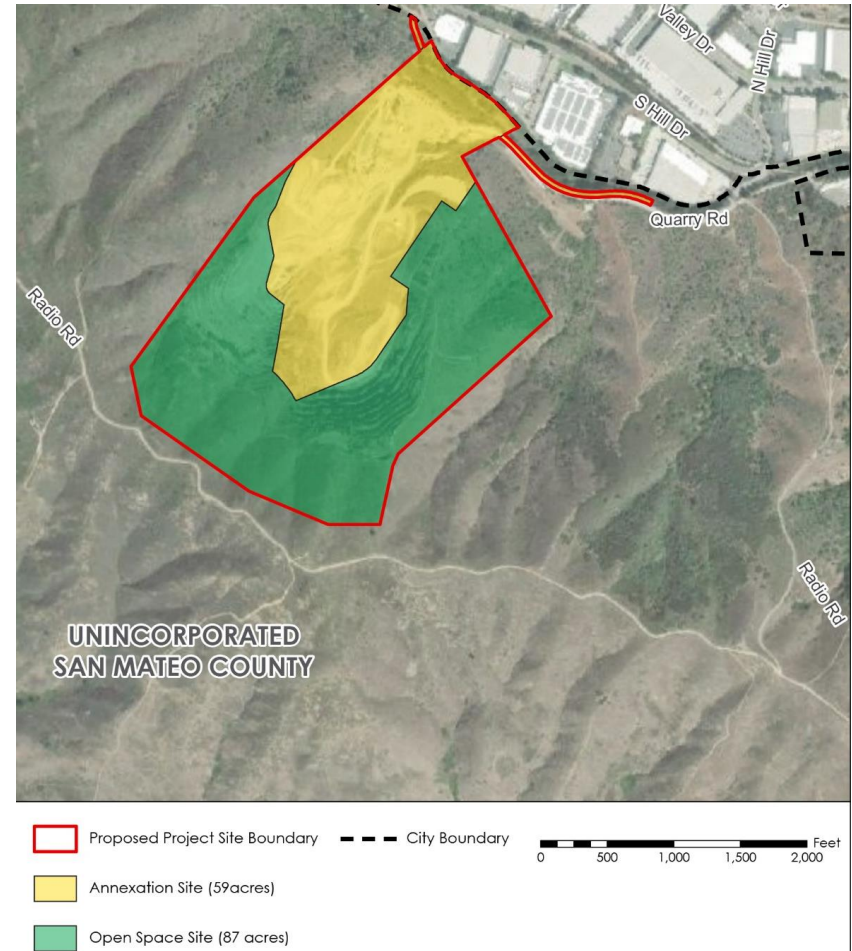 Valley Dr
N Hill Dr
S Hill Dr
Quarry Rd
Radio Rd
Radio Rd
UNINCORPORATED
SAN MATEO COUNTY
Proposed Project Site Boundary
City Boundary
Feet
0 500 1,000 1,500 2,000
Annexation Site (59acres)
Open Space Site (87 acres)